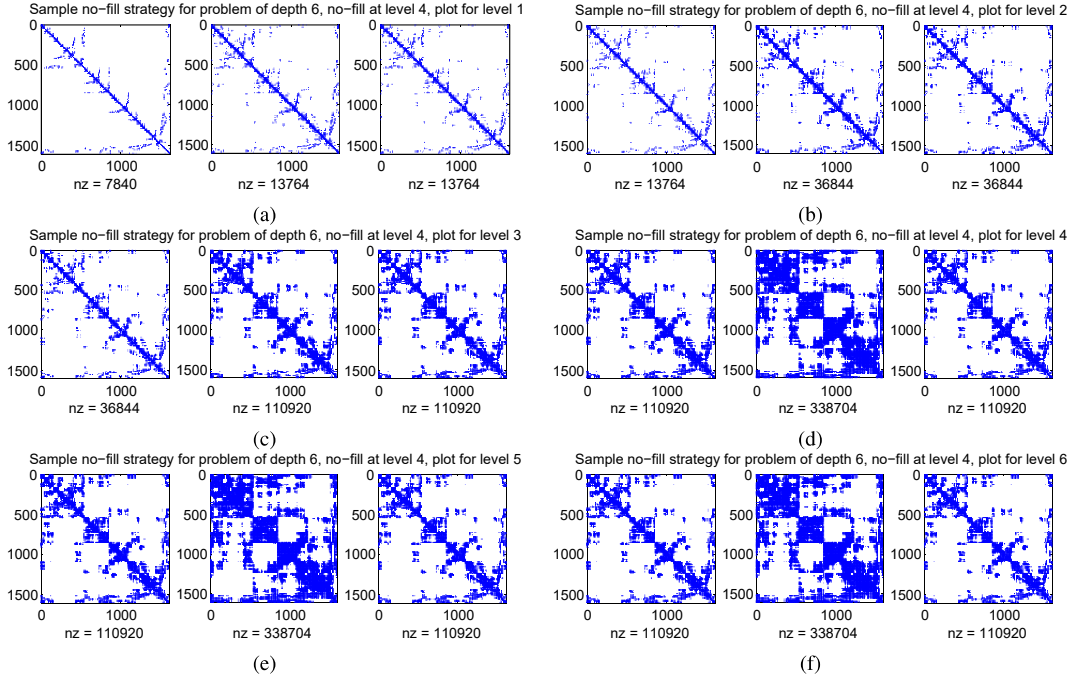 Sample no−fill strategy for problem of depth 6, no−fill at level 4, plot for level 1
0
500
1000
1500
0 1000 0 1000 0 1000
nz = 7840 nz = 13764 nz = 13764
(a)
Sample no−fill strategy for problem of depth 6, no−fill at level 4, plot for level 2
0
500
1000
1500
0 1000 0 1000 0 1000
nz = 13764 nz = 36844 nz = 36844
(b)
Sample no−fill strategy for problem of depth 6, no−fill at level 4, plot for level 3
0
500
1000
1500
0 1000 0 1000 0 1000
nz = 36844 nz = 110920 nz = 110920
(c)
Sample no−fill strategy for problem of depth 6, no−fill at level 4, plot for level 4
0
500
1000
1500
0 1000 0 1000 0 1000
nz = 110920 nz = 338704 nz = 110920
(d)
Sample no−fill strategy for problem of depth 6, no−fill at level 4, plot for level 5
0
500
1000
1500
0 1000 0 1000 0 1000
nz = 110920 nz = 338704 nz = 110920
(e)
Sample no−fill strategy for problem of depth 6, no−fill at level 4, plot for level 6
0
500
1000
1500
0 1000 0 1000 0 1000
nz = 110920 nz = 338704 nz = 110920
(f)